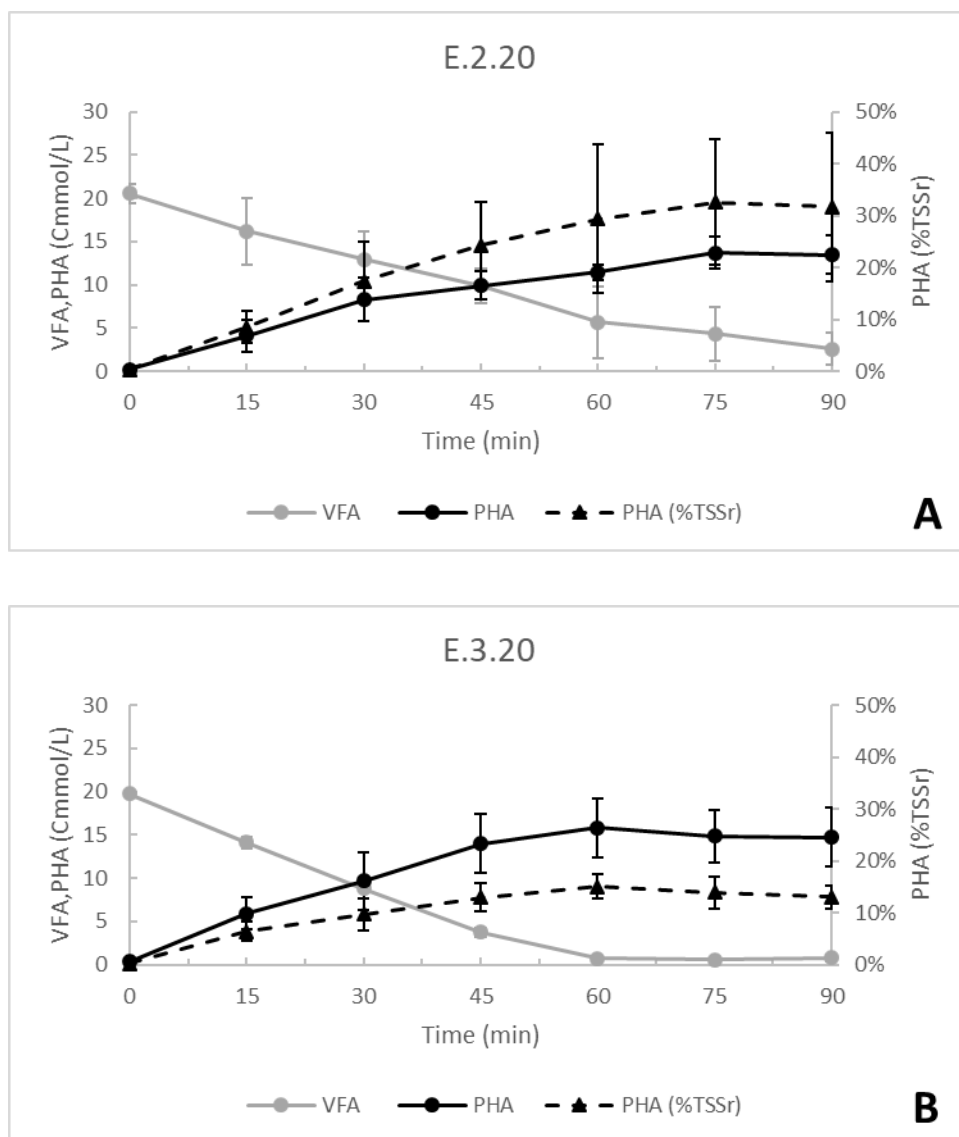 E.2.20
VFA,PHA (Cmmol/L)
30
25
20
15
10
5
0
50%
40%
30%
20%
10%
0%
PHA (%TSSr)
0 15 30 45 60 75 90
Time (min)
VFA PHA PHA (%TSSr)
A
E.3.20
VFA,PHA (Cmmol/L)
30
25
20
15
10
5
0
50%
40%
30%
20%
10%
0%
PHA (%TSSr)
0 15 30 45 60 75 90
Time (min)
VFA PHA PHA (%TSSr)
B